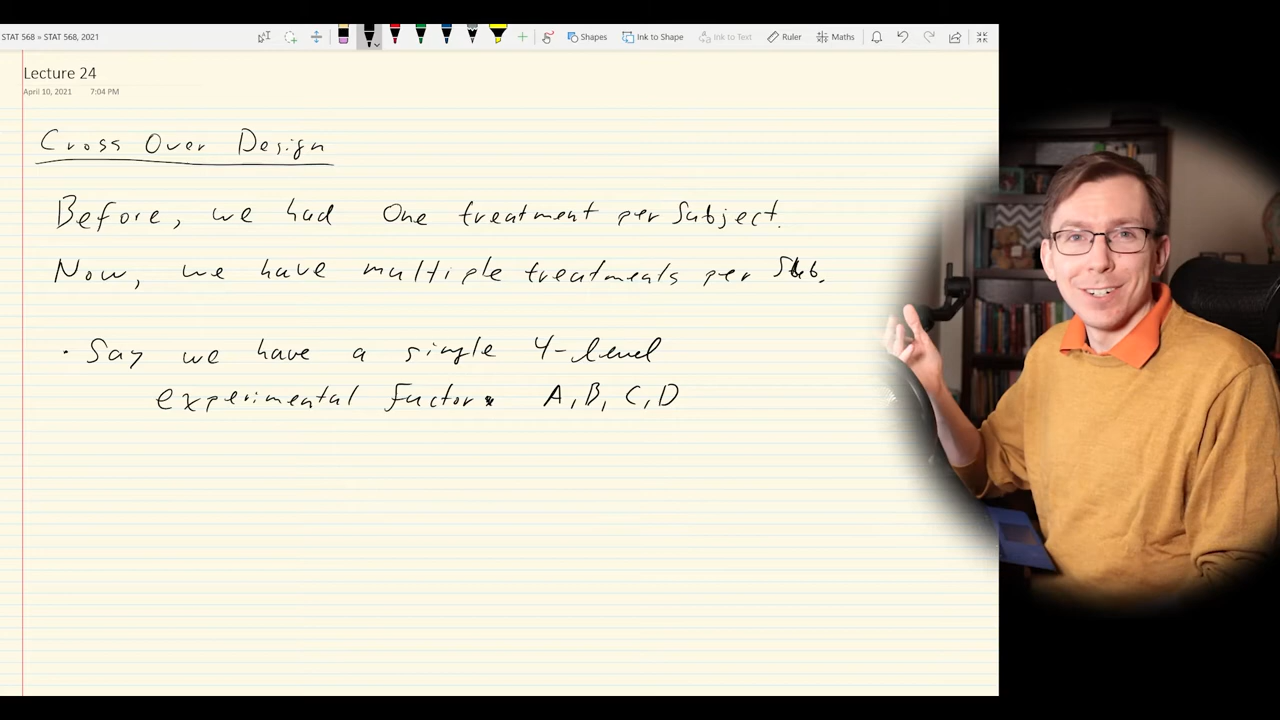 STAT 568 » STAT 568, 2021
Shapes
Ink to Shape
Ink to Text
Ruler
Maths
Lecture 24
April 10, 2021 7:04 PM
Cross Over Design
Before, we had One treatment per Subject.
Now, we have multiple treatments per Sub.
• Say we have a single 4-level
experimental Factor A, B, C, D